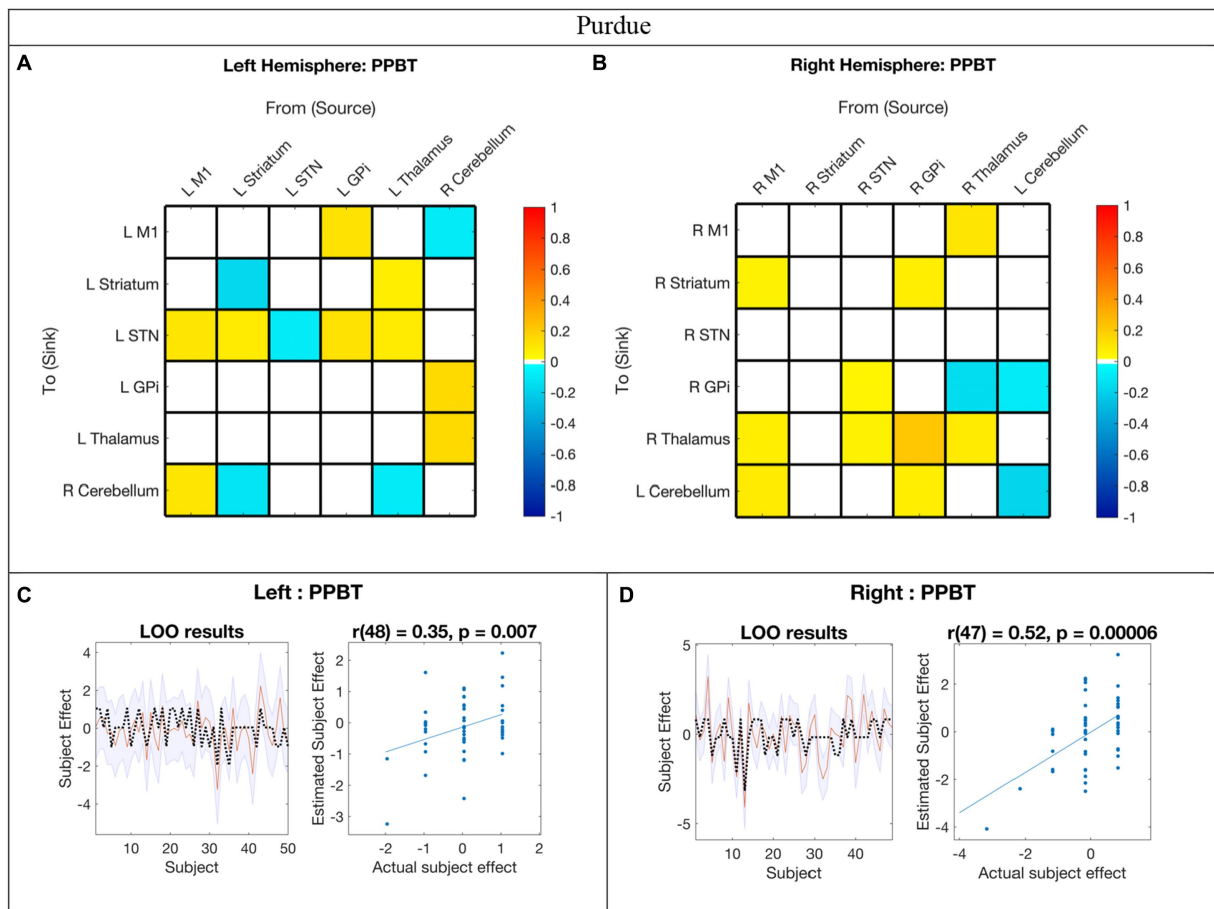 Purdue
A
Left Hemisphere: PPBT
From (Source)
L M1
L Striatum
L STN
L GPi
L Thalamus
R Cerebellum
To (Sink)
L M1
L Striatum
L STN
L GPi
L Thalamus
R Cerebellum
1
0.8
0.6
0.4
0.2
0
-0.2
-0.4
-0.6
-0.8
-1
B
Right Hemisphere: PPBT
From (Source)
R M1
R Striatum
R STN
R GPi
R Thalamus
L Cerebellum
To (Sink)
R M1
R Striatum
R STN
R GPi
R Thalamus
L Cerebellum
1
0.8
0.6
0.4
0.2
0
-0.2
-0.4
-0.6
-0.8
-1
C
Left : PPBT
LOO results
Subject Effect
4
2
0
-2
-4
10 20 30 40 50
Subject
r(48) = 0.35, p = 0.007
Estimated Subject Effect
2
1
0
-1
-2
-3
-2 -1 0 1 2
Actual subject effect
D
Right : PPBT
LOO results
Subject Effect
5
0
-5
10 20 30 40
Subject
r(47) = 0.52, p = 0.00006
Estimated Subject Effect
2
0
-2
-4
-4 -2 0
Actual subject effect